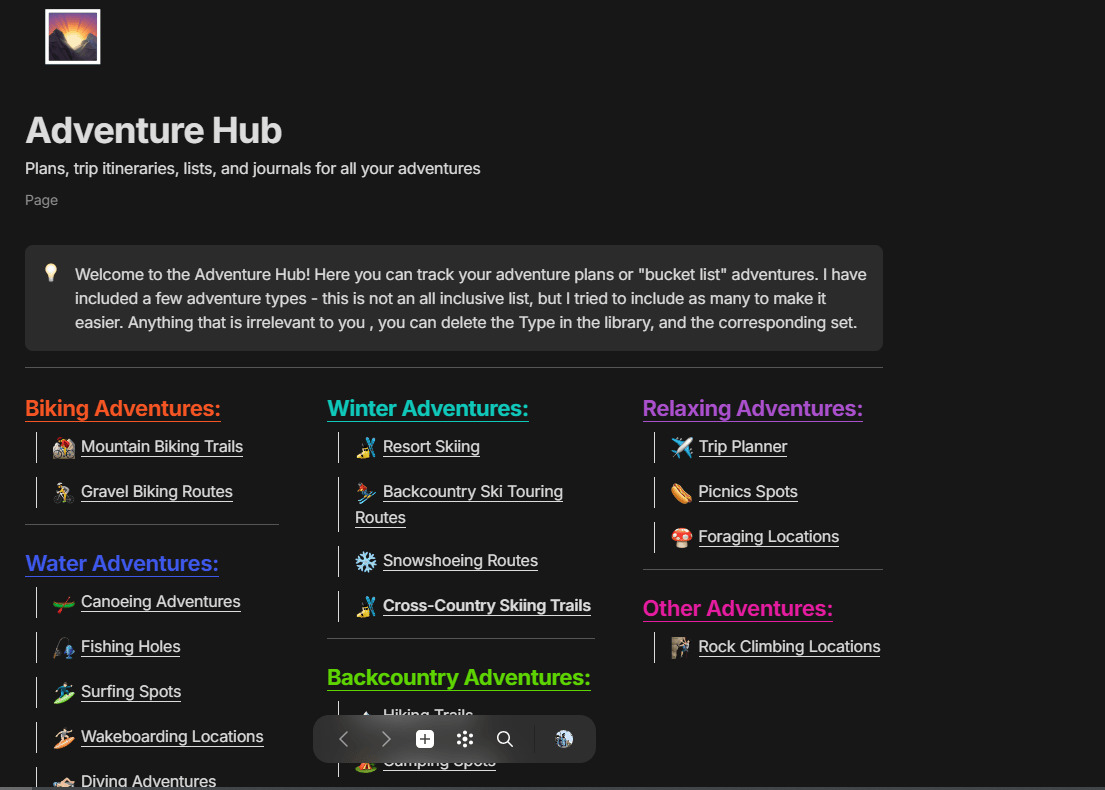 Adventure Hub
Plans, trip itineraries, lists, and journals for all your adventures
Page
Welcome to the Adventure Hub! Here you can track your adventure plans or "bucket list" adventures. I have
included a few adventure types - this is not an all inclusive list, but I tried to include as many to make it
easier. Anything that is irrelevant to you , you can delete the Type in the library, and the corresponding set.
Biking Adventures:
Mountain Biking Trails
Gravel Biking Routes
Water Adventures:
Canoeing Adventures
Fishing Holes
Surfing Spots
Wakeboarding Locations
Diving Adventures
Winter Adventures:
Resort Skiing
Backcountry Ski Touring
Routes
Snowshoeing Routes
Cross-Country Skiing Trails
Backcountry Adventures:
Hiking Trails
Camping Spots
Relaxing Adventures:
Trip Planner
Picnics Spots
Foraging Locations
Other Adventures:
Rock Climbing Locations